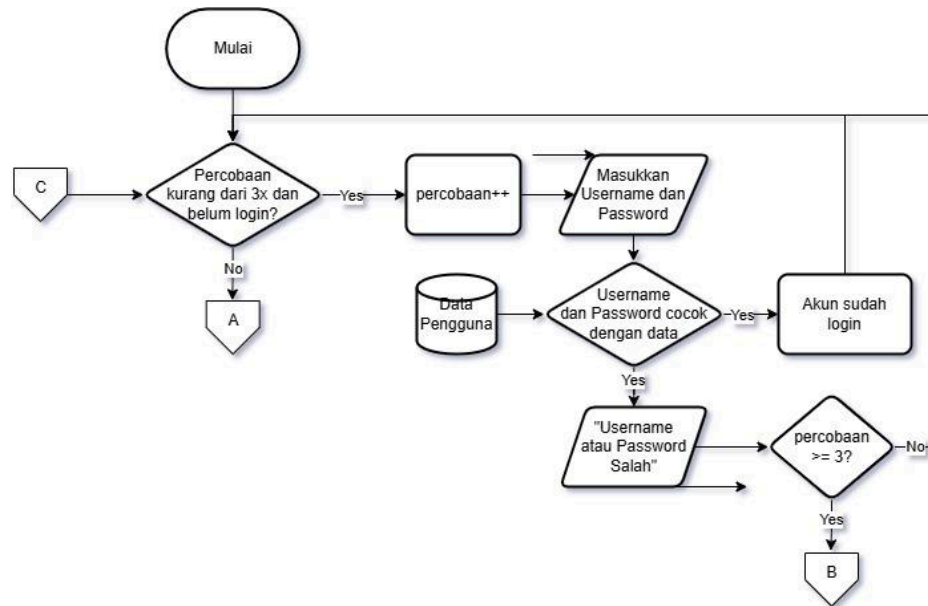 Mulai
C
Percobaan
kurang dari 3x dan
belum login?
Yes
percobaan++
Masukkan
Username dan
Password
No
A
Data
Pengguna
Username
dan Password cocok
dengan data
Yes
Akun sudah
login
Yes
"Username
atau Password
Salah"
percobaan
>= 3?
No
Yes
B